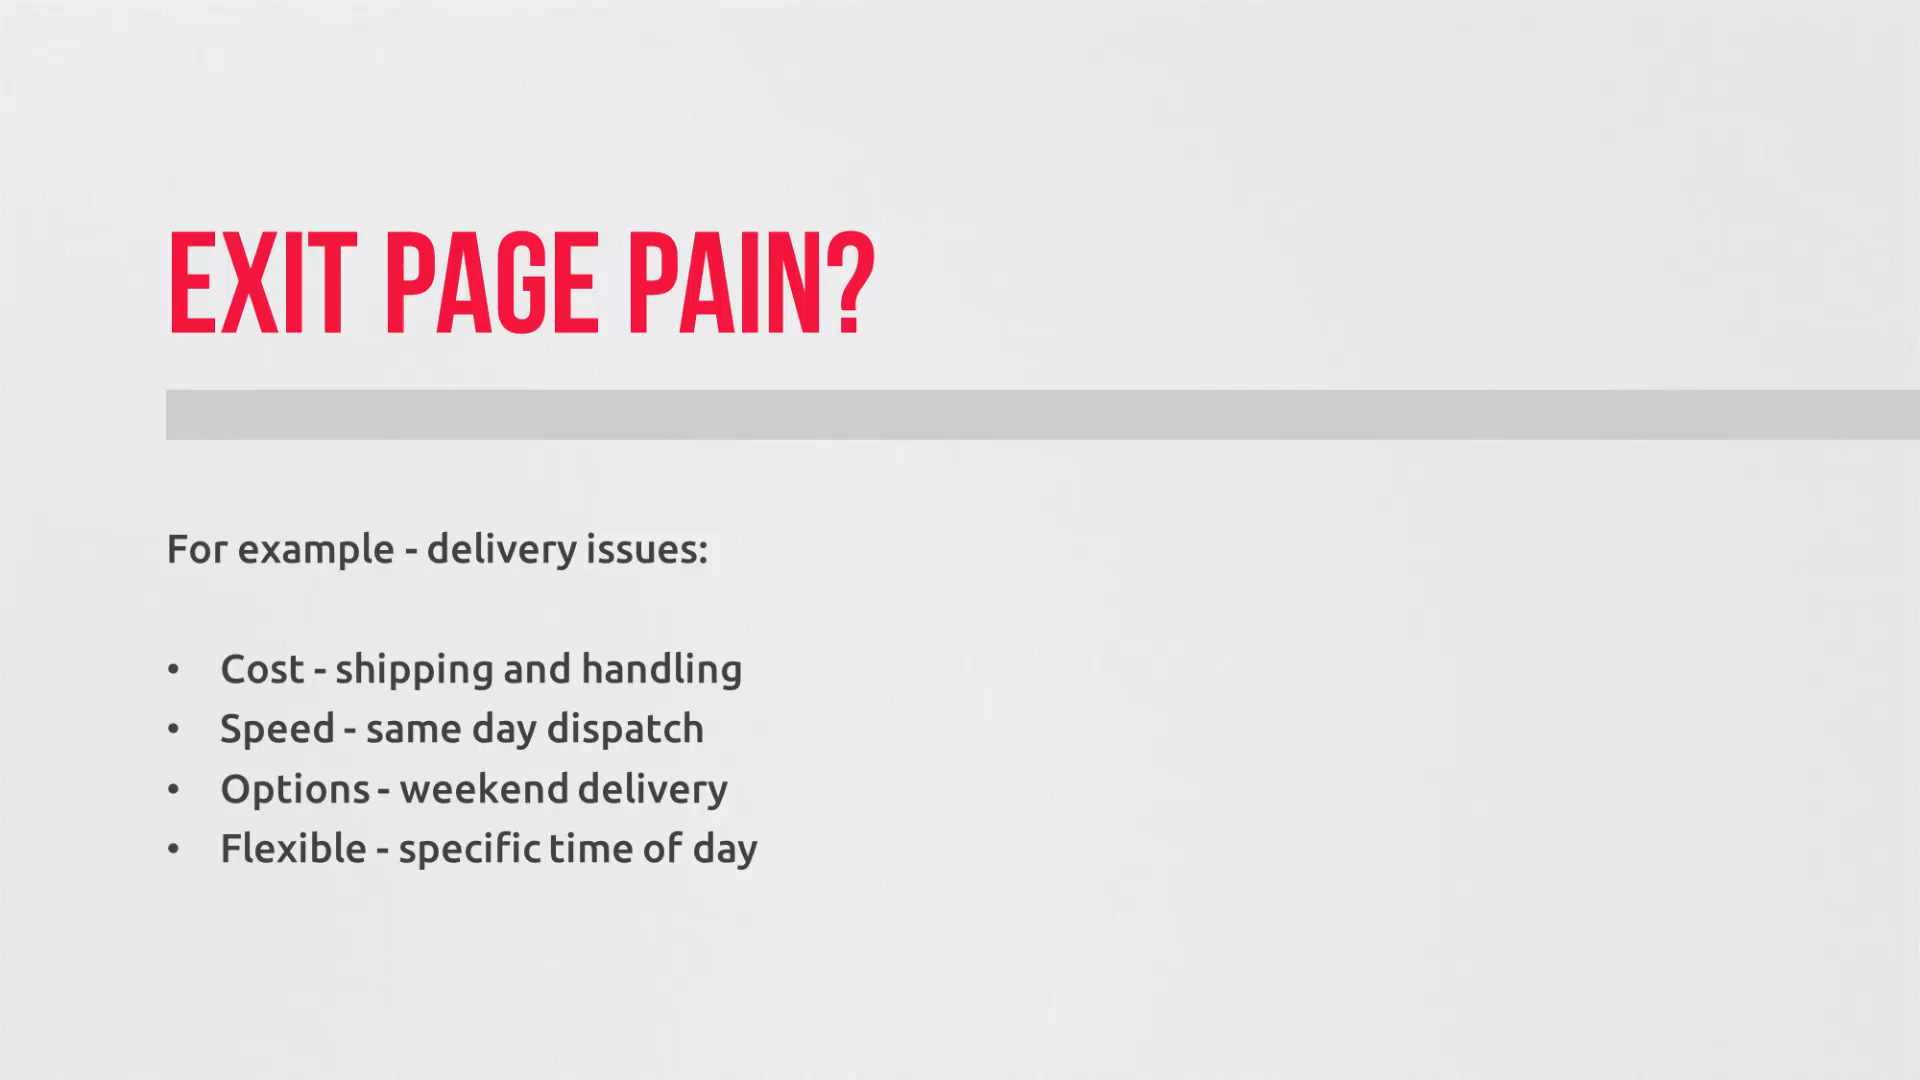 EXIT PAGE PAIN?
For example - delivery issues:
• Cost - shipping and handling
• Speed - same day dispatch
• Options - weekend delivery
• Flexible - specific time of day